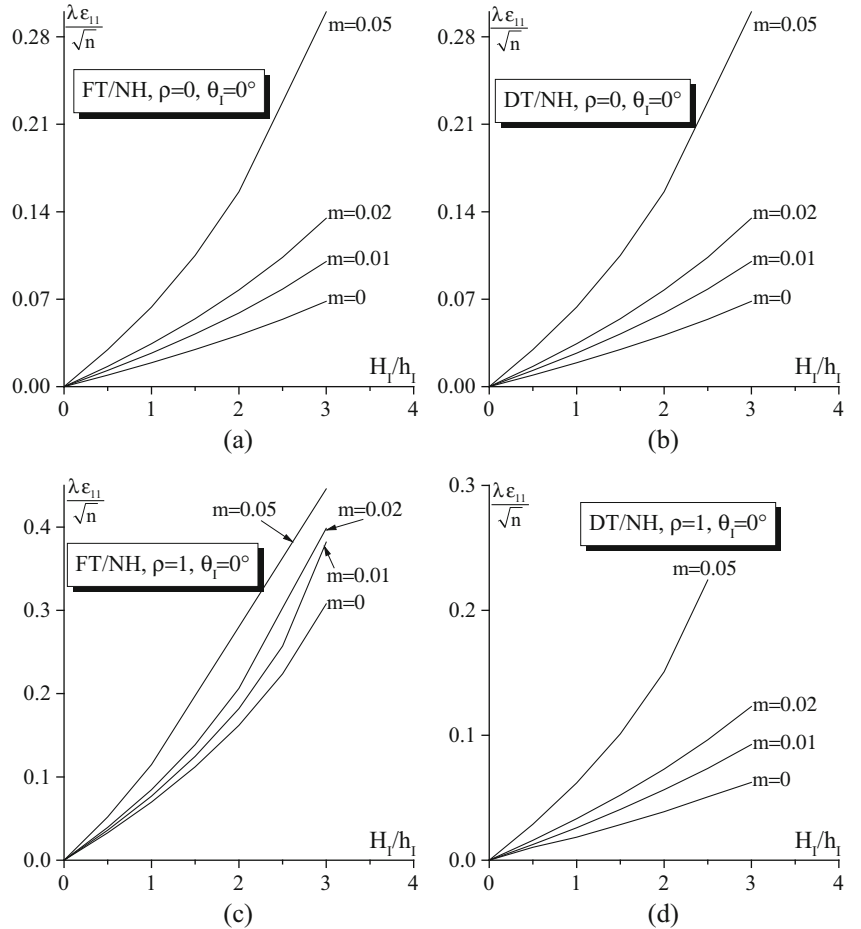 λε₁₁
√n
0.28
0.21
0.14
0.07
0.00
FT/NH, ρ=0, θ_I=0°
m=0.05
m=0.02
m=0.01
m=0
H_I/h_I
0 1 2 3 4
(a)
λε₁₁
√n
0.28
0.21
0.14
0.07
0.00
DT/NH, ρ=0, θ_I=0°
m=0.05
m=0.02
m=0.01
m=0
H_I/h_I
0 1 2 3 4
(b)
λε₁₁
√n
0.4
0.3
0.2
0.1
0.0
m=0.05
m=0.02
FT/NH, ρ=1, θ_I=0°
m=0.01
m=0
H_I/h_I
0 1 2 3 4
(c)
0.3
λε₁₁
√n
0.2
0.1
0.0
DT/NH, ρ=1, θ_I=0°
m=0.05
m=0.02
m=0.01
m=0
H_I/h_I
0 1 2 3 4
(d)